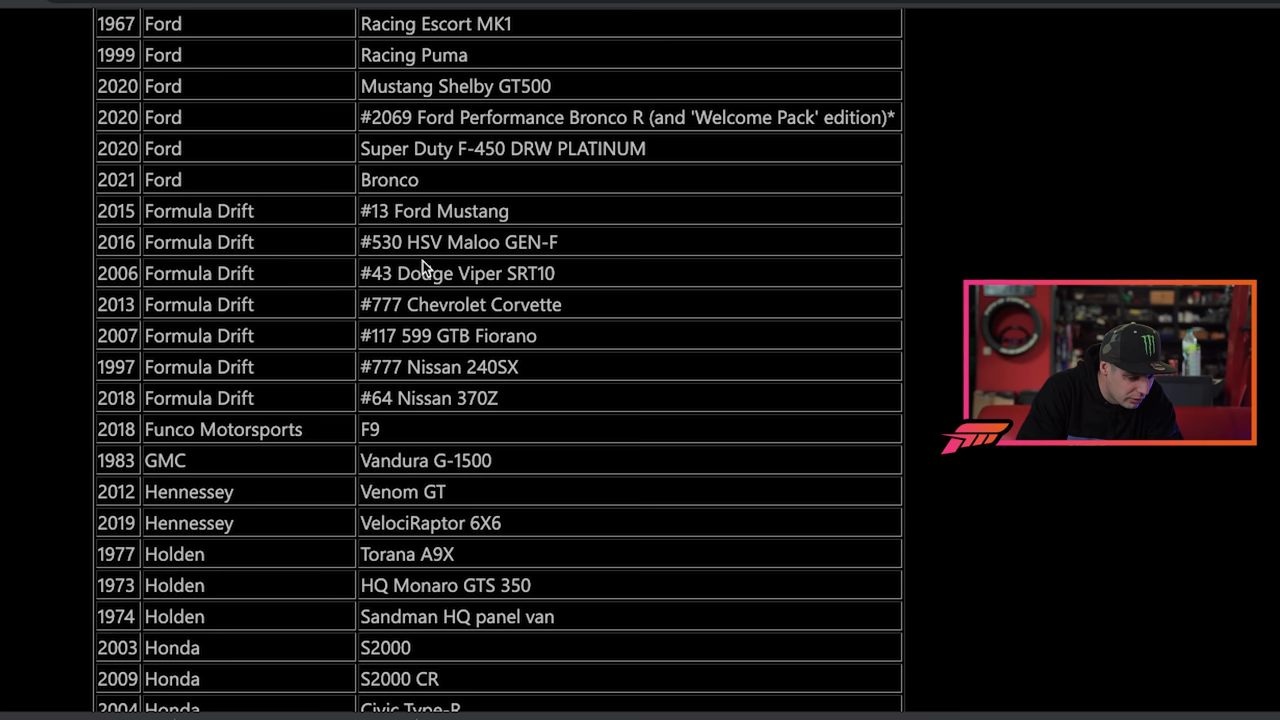 1967 Ford Racing Escort MK1
1999 Ford Racing Puma
2020 Ford Mustang Shelby GT500
2020 Ford #2069 Ford Performance Bronco R (and 'Welcome Pack' edition)*
2020 Ford Super Duty F-450 DRW PLATINUM
2021 Ford Bronco
2015 Formula Drift #13 Ford Mustang
2016 Formula Drift #530 HSV Maloo GEN-F
2006 Formula Drift #43 Dodge Viper SRT10
2013 Formula Drift #777 Chevrolet Corvette
2007 Formula Drift #117 599 GTB Fiorano
1997 Formula Drift #777 Nissan 240SX
2018 Formula Drift #64 Nissan 370Z
2018 Funco Motorsports F9
1983 GMC Vandura G-1500
2012 Hennessey Venom GT
2019 Hennessey VelociRaptor 6X6
1977 Holden Torana A9X
1973 Holden HQ Monaro GTS 350
1974 Holden Sandman HQ panel van
2003 Honda S2000
2009 Honda S2000 CR
2004 Honda Civic Type-R